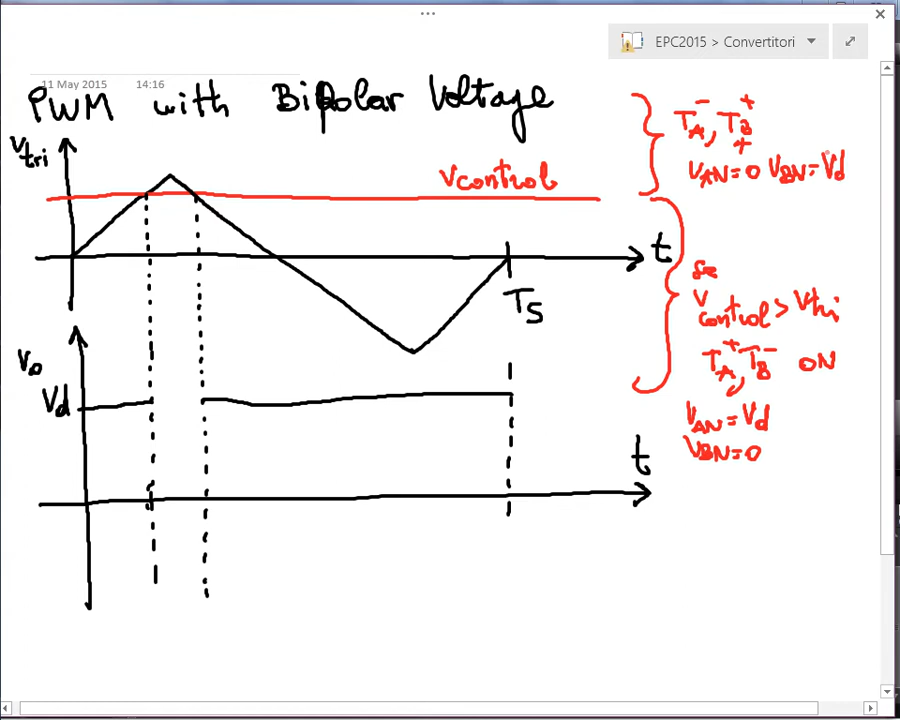 EPC2015 > Convertitori
11 May 2015 14:16
PWM with Bipolar Voltage
vtri
vcontrol
t
TS
TA-, TB+
vAN=0 vBN=Vd
se
vcontrol > vtri
TA+, TB- ON
vAN=Vd
vBN=0
vo
Vd
t